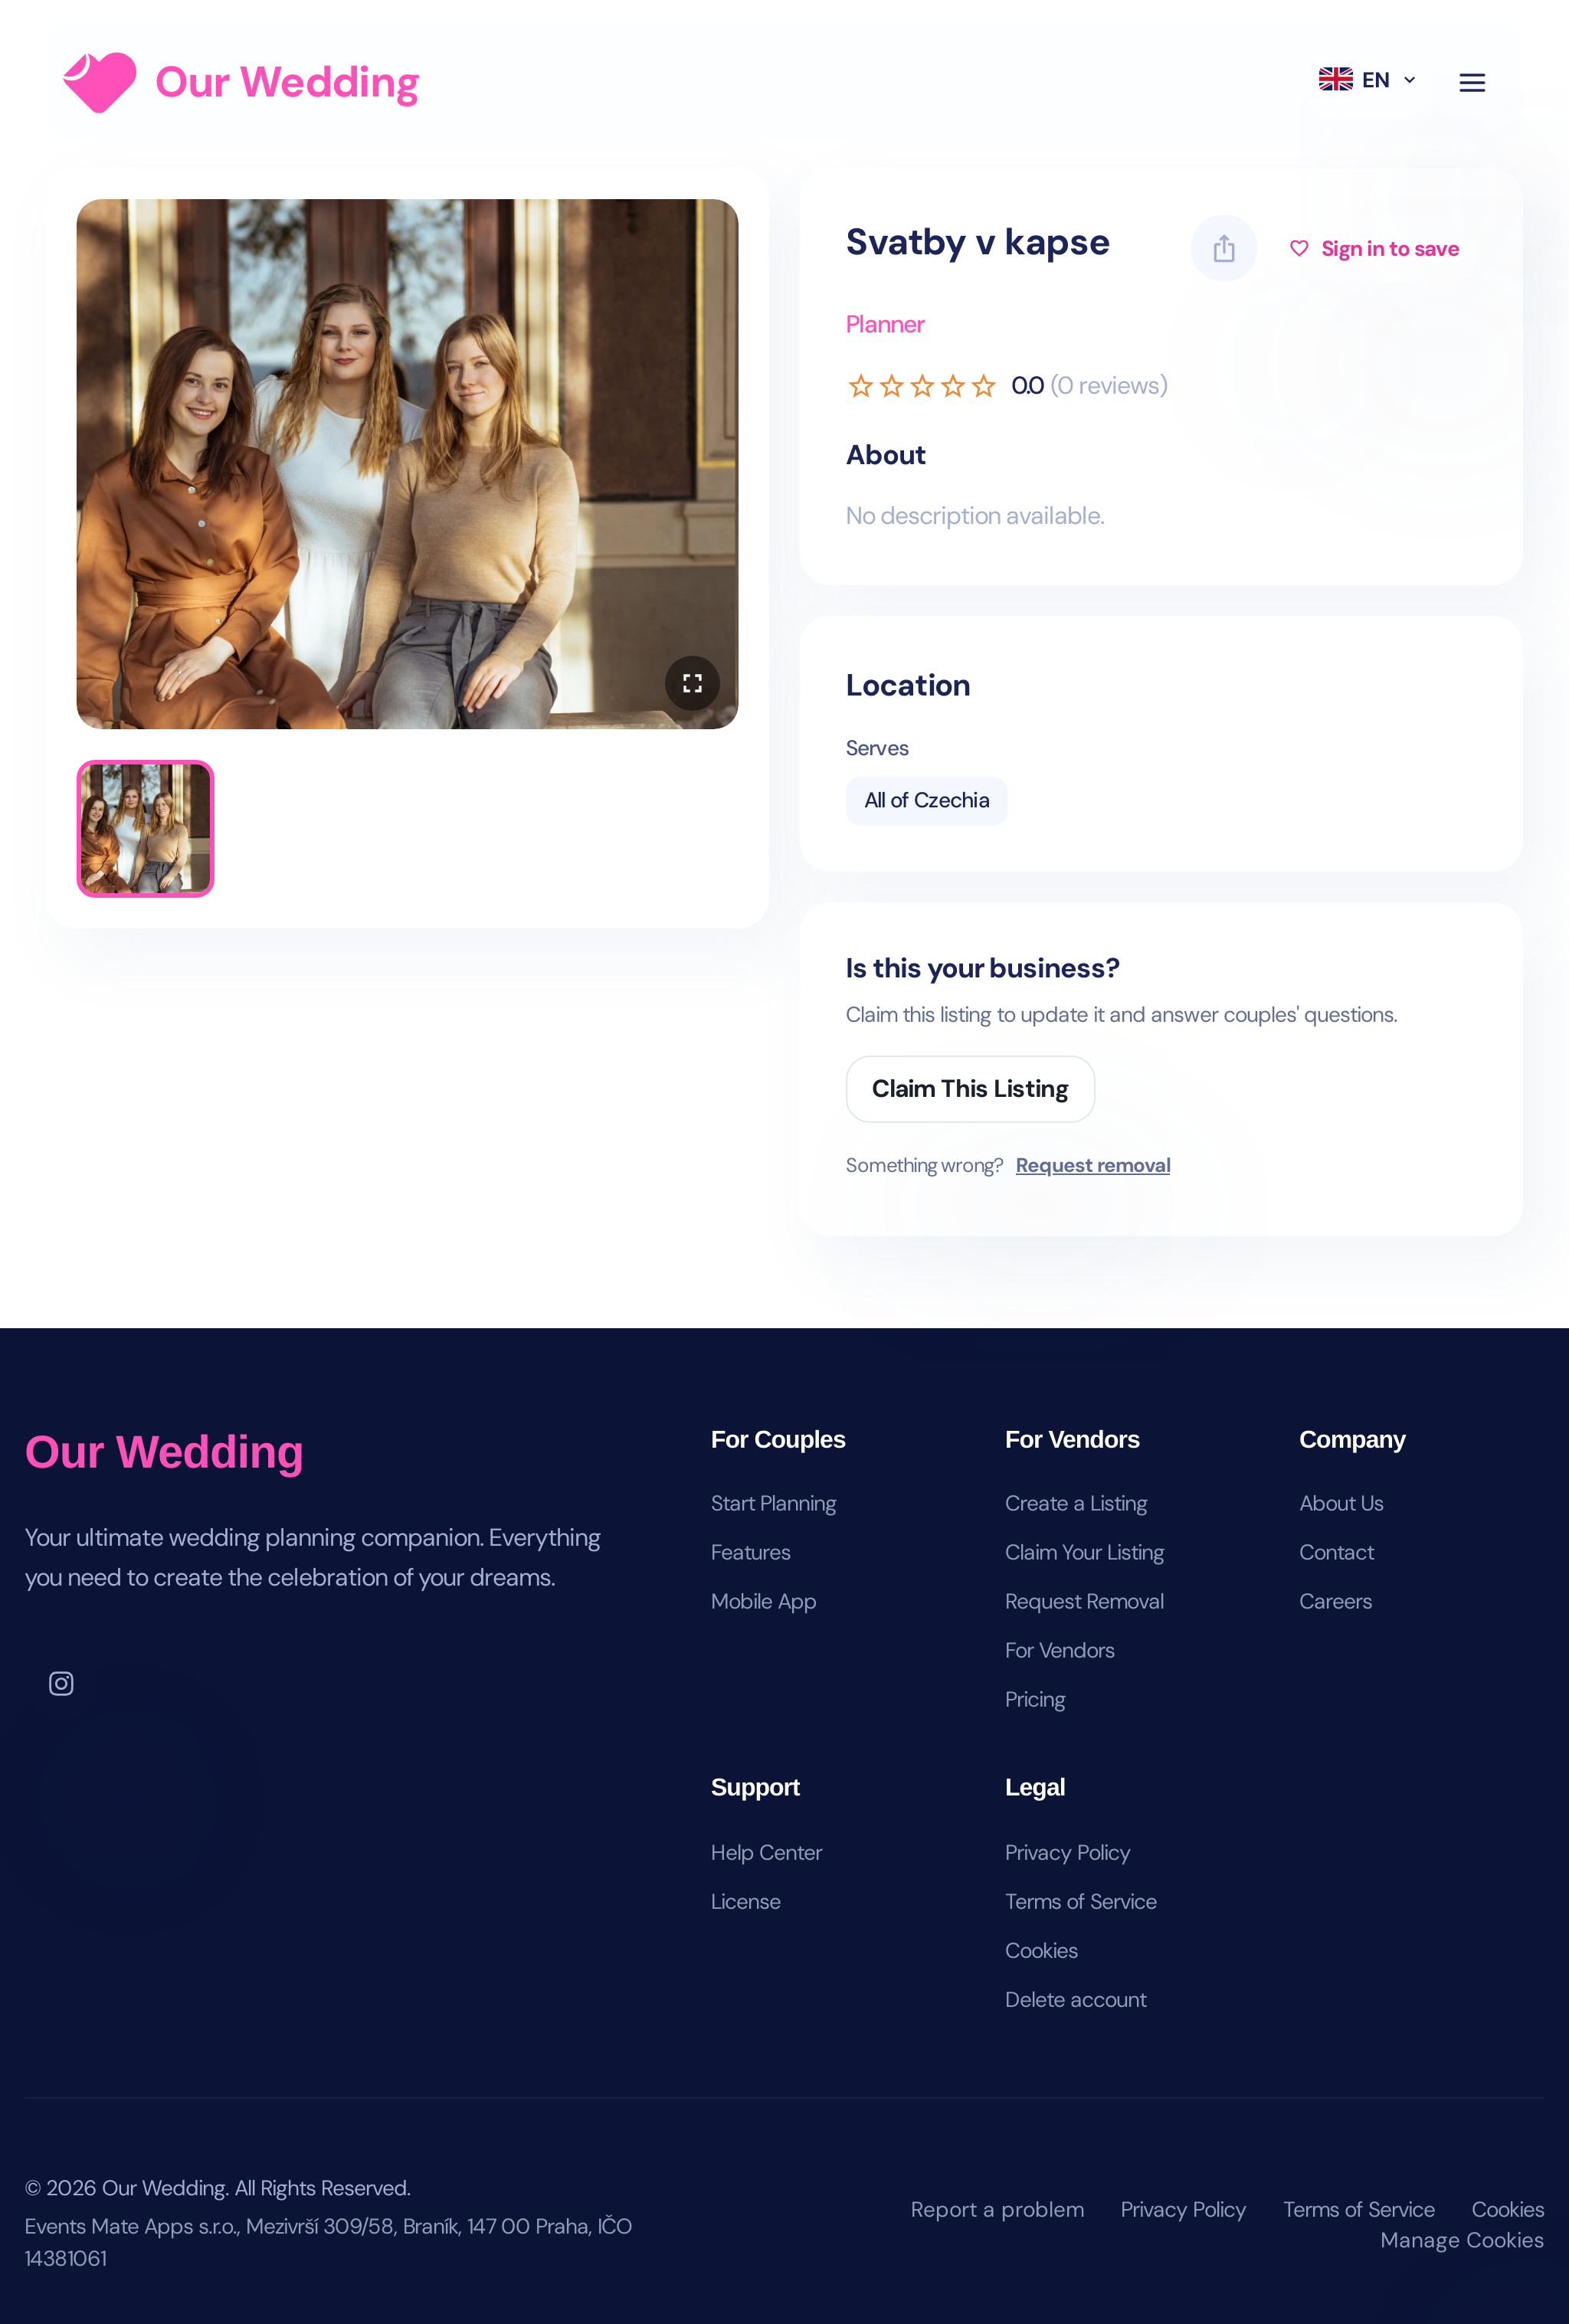 Our Wedding
EN
Svatby v kapse
Sign in to save
Planner
0.0 (0 reviews)
About
No description available.
Location
Serves
All of Czechia
Is this your business?
Claim this listing to update it and answer couples' questions.
Claim This Listing
Something wrong? Request removal
Our Wedding
Your ultimate wedding planning companion. Everything
you need to create the celebration of your dreams.
For Couples
Start Planning
Features
Mobile App
For Vendors
Create a Listing
Claim Your Listing
Request Removal
For Vendors
Pricing
Company
About Us
Contact
Careers
Support
Help Center
License
Legal
Privacy Policy
Terms of Service
Cookies
Delete account
© 2026 Our Wedding. All Rights Reserved.
Events Mate Apps s.r.o., Mezivrší 309/58, Braník, 147 00 Praha, IČO
14381061
Report a problem Privacy Policy Terms of Service Cookies
Manage Cookies